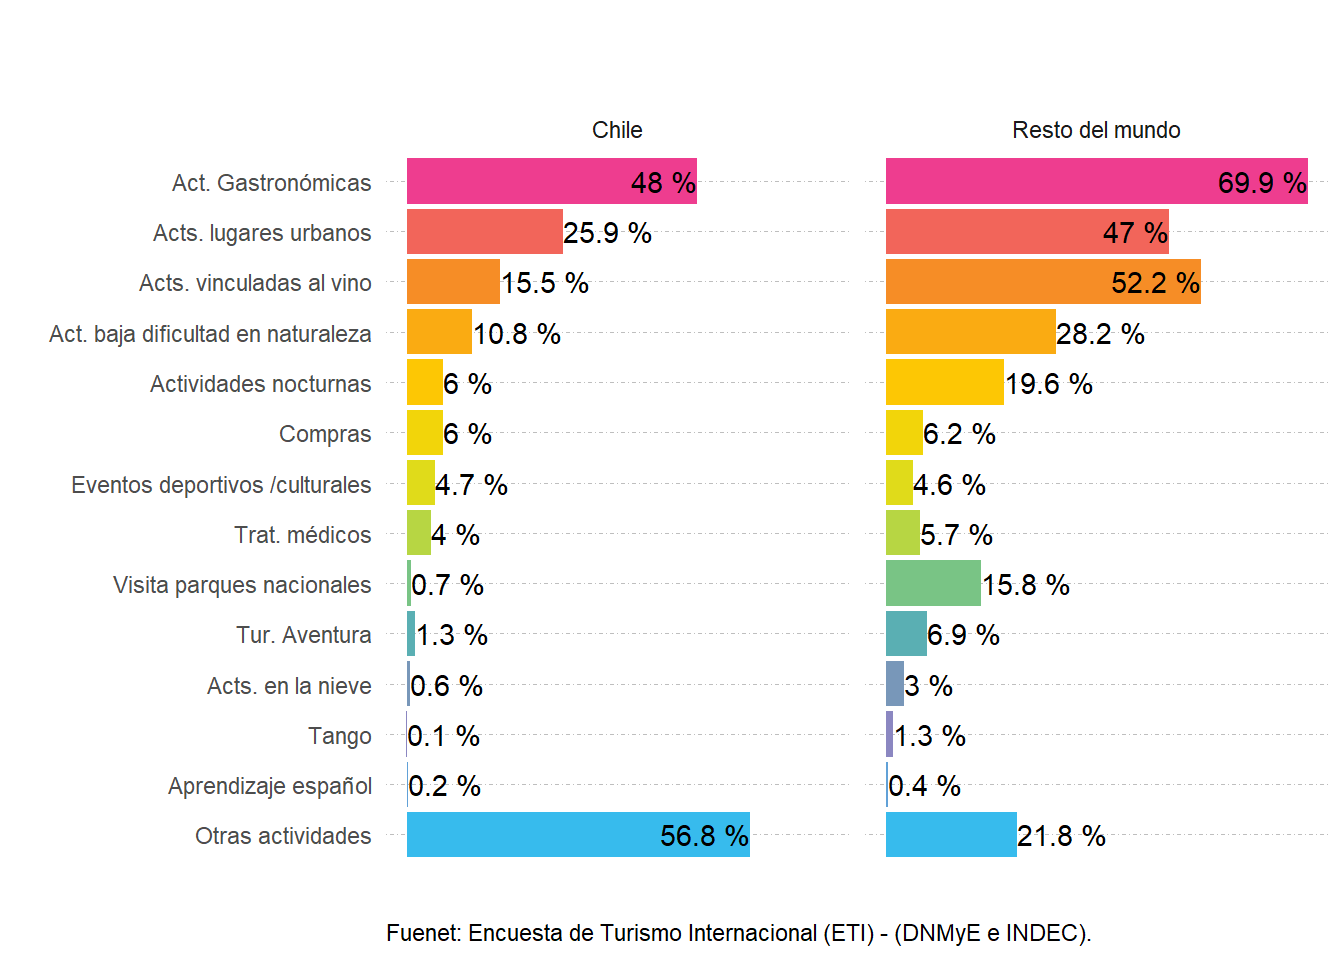 Chile Resto del mundo
Act. Gastronómicas 48 % 69.9 %
Acts. lugares urbanos 25.9 % 47 %
Acts. vinculadas al vino 15.5 % 52.2 %
Act. baja dificultad en naturaleza 10.8 % 28.2 %
Actividades nocturnas 6 % 19.6 %
Compras 6 % 6.2 %
Eventos deportivos /culturales 4.7 % 4.6 %
Trat. médicos 4 % 5.7 %
Visita parques nacionales 0.7 % 15.8 %
Tur. Aventura 1.3 % 6.9 %
Acts. en la nieve 0.6 % 3 %
Tango 0.1 % 1.3 %
Aprendizaje español 0.2 % 0.4 %
Otras actividades 56.8 % 21.8 %
Fuenet: Encuesta de Turismo Internacional (ETI) - (DNMyE e INDEC).